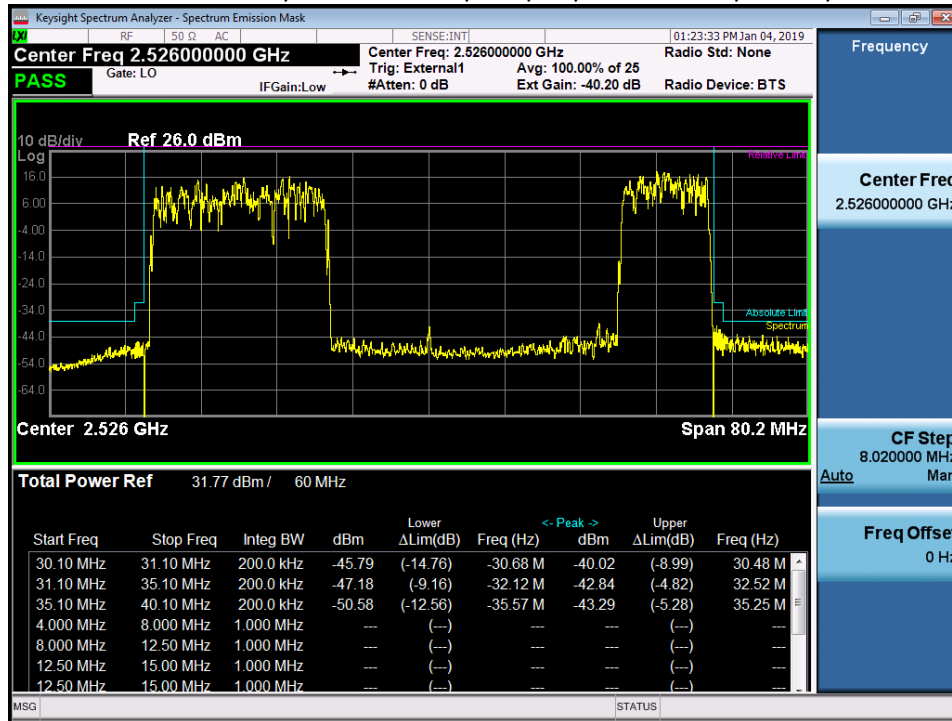 Keysight Spectrum Analyzer - Spectrum Emission Mask
LXI RF 50 Ω AC SENSE:INT 01:23:33 PM Jan 04, 2019
Center Freq 2.526000000 GHz Center Freq: 2.526000000 GHz Radio Std: None
Gate: LO Trig: External1 Avg: 100.00% of 25
PASS IFGain:Low #Atten: 0 dB Ext Gain: -40.20 dB Radio Device: BTS
Frequency
10 dB/div Ref 26.0 dBm
Log
Relative Limit
16.0
6.00
-4.00
-14.0
-24.0
-34.0
Absolute Limit
Spectrum
-44.0
-54.0
-64.0
Center 2.526 GHz Span 80.2 MHz
Center Freq
2.526000000 GHz
CF Step
8.020000 MHz
Auto Man
Freq Offset
0 Hz
Total Power Ref 31.77 dBm / 60 MHz
Lower <- Peak -> Upper
Start Freq Stop Freq Integ BW dBm ΔLim(dB) Freq (Hz) dBm ΔLim(dB) Freq (Hz)
30.10 MHz 31.10 MHz 200.0 kHz -45.79 (-14.76) -30.68 M -40.02 (-8.99) 30.48 M
31.10 MHz 35.10 MHz 200.0 kHz -47.18 (-9.16) -32.12 M -42.84 (-4.82) 32.52 M
35.10 MHz 40.10 MHz 200.0 kHz -50.58 (-12.56) -35.57 M -43.29 (-5.28) 35.25 M
4.000 MHz 8.000 MHz 1.000 MHz --- (---) --- --- (---) ---
8.000 MHz 12.50 MHz 1.000 MHz --- (---) --- --- (---) ---
12.50 MHz 15.00 MHz 1.000 MHz --- (---) --- --- (---) ---
12.50 MHz 15.00 MHz 1.000 MHz --- (---) --- --- (---) ---
MSG STATUS